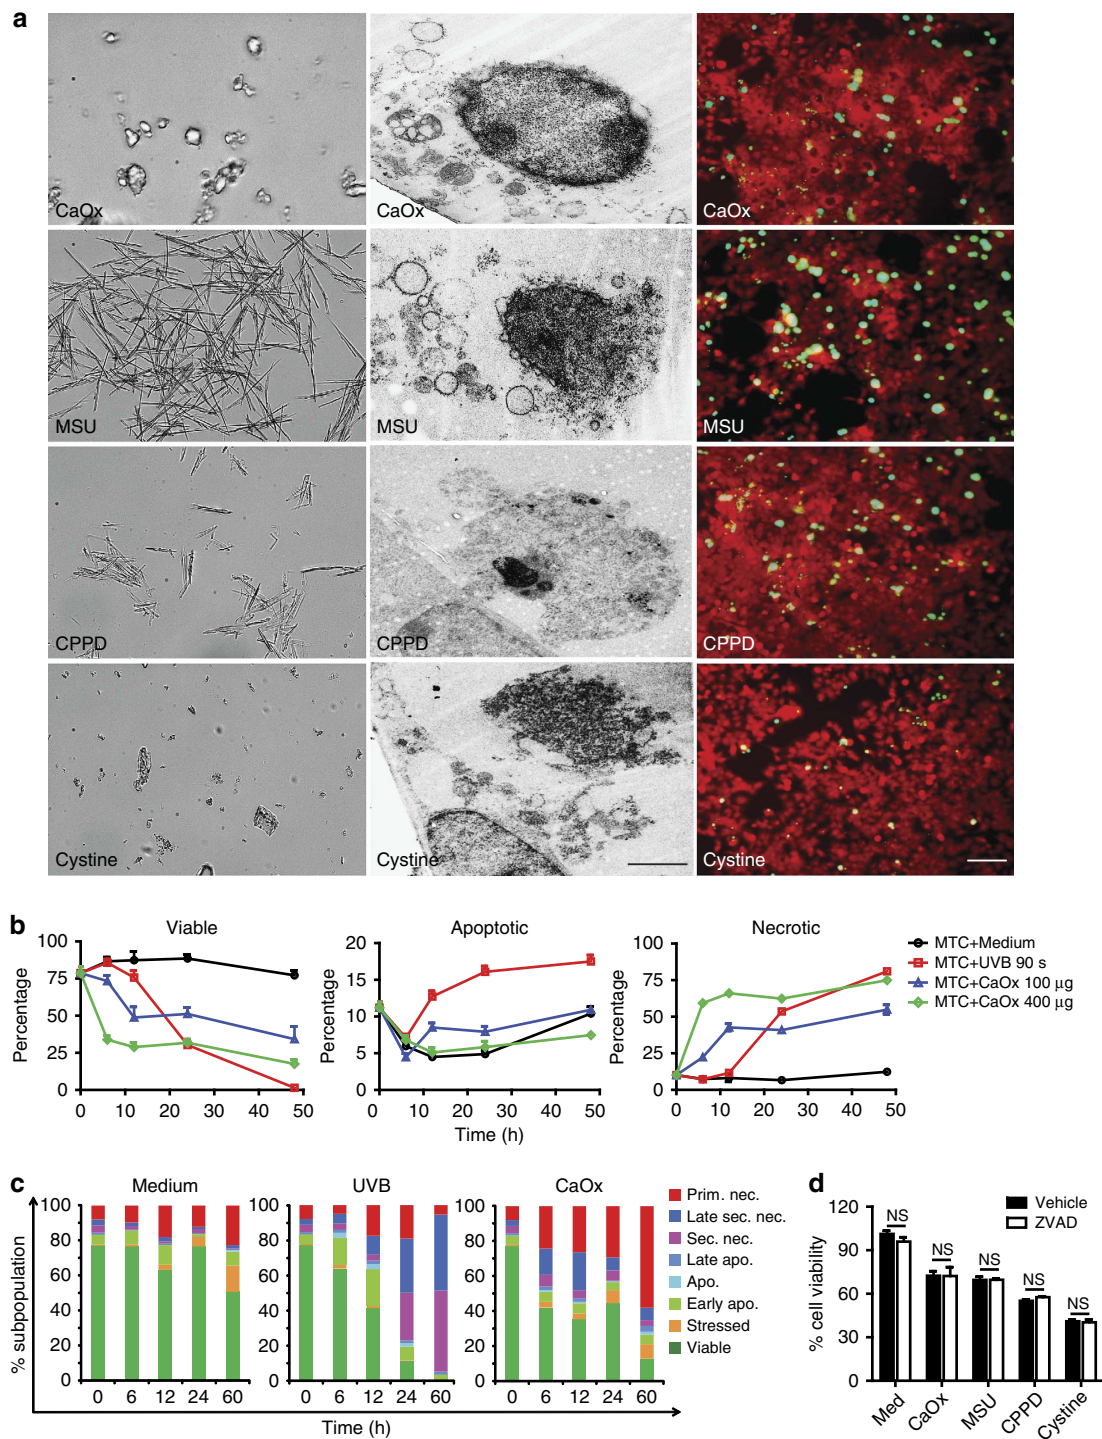 a
CaOx
CaOx
CaOx
MSU
MSU
MSU
CPPD
CPPD
CPPD
Cystine
Cystine
Cystine
b
Viable
Apoptotic
Necrotic
Percentage
100
75
50
25
0
0 10 20 30 40 50
Percentage
20
15
10
5
0
0 10 20 30 40 50
Percentage
100
75
50
25
0
0 10 20 30 40 50
Time (h)
MTC+Medium
MTC+UVB 90 s
MTC+CaOx 100 µg
MTC+CaOx 400 µg
c
Medium
UVB
CaOx
% subpopulation
100
80
60
40
20
0
0 6 12 24 60
100
80
60
40
20
0
0 6 12 24 60
100
80
60
40
20
0
0 6 12 24 60
Time (h)
Prim. nec.
Late sec. nec.
Sec. nec.
Late apo.
Apo.
Early apo.
Stressed
Viable
d
Vehicle
ZVAD
% cell viability
120
90
60
30
0
NS
NS
NS
NS
NS
Med
CaOx
MSU
CPPD
Cystine